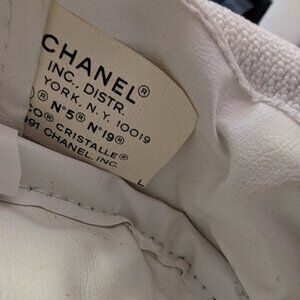 CHANEL®
INC., DISTR.
YORK, N.Y. 10019
® N°5® N°19®
CRISTALLE®
CHANEL, INC.